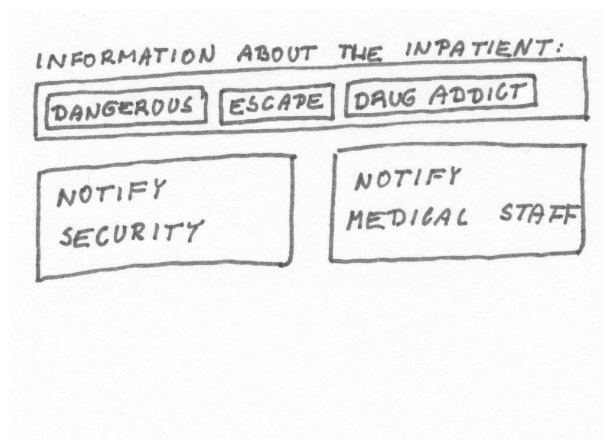 INFORMATION ABOUT THE INPATIENT:
DANGEROUS ESCAPE DRUG ADDICT
NOTIFY
SECURITY
NOTIFY
MEDICAL STAFF